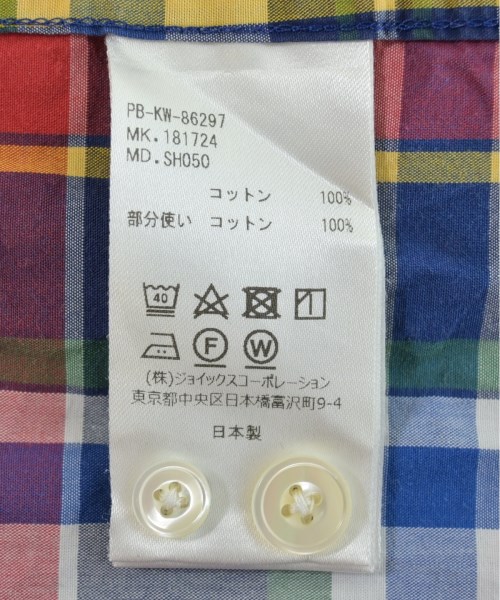 PB-KW-86297
MK.181724
MD.SH050
コットン 100%
部分使い コットン 100%
40
F W
(株)ジョイックスコーポレーション
東京都中央区日本橋富沢町9-4
日本製